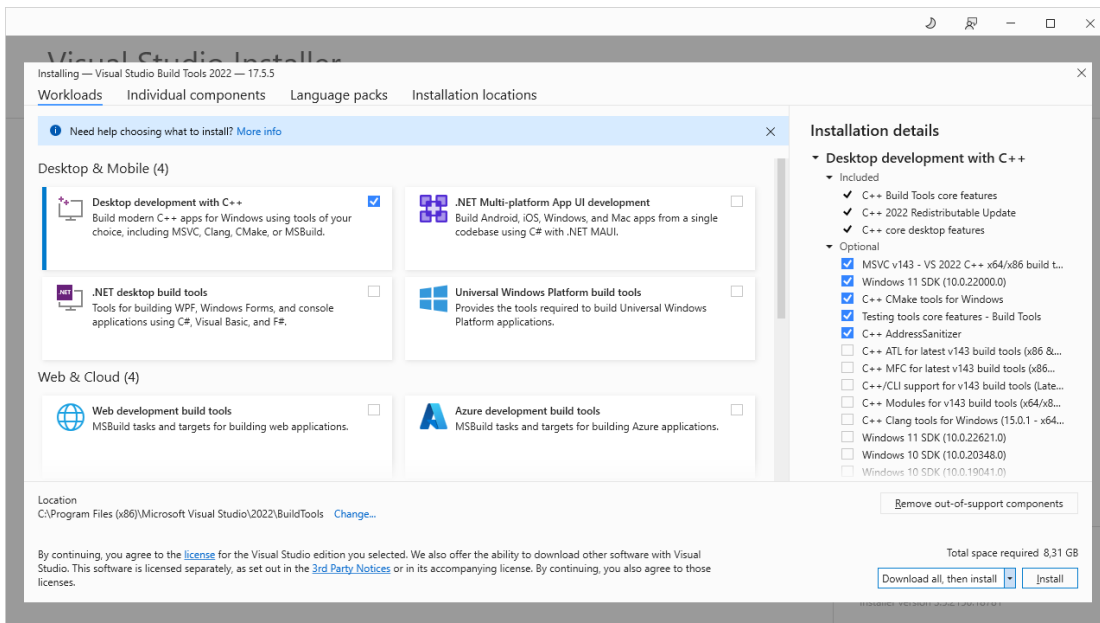 Visual Studio Installer
Installing — Visual Studio Build Tools 2022 — 17.5.5
Workloads
Individual components
Language packs
Installation locations
Need help choosing what to install? More info
Desktop & Mobile (4)
Desktop development with C++
Build modern C++ apps for Windows using tools of your
choice, including MSVC, Clang, CMake, or MSBuild.
.NET Multi-platform App UI development
Build Android, iOS, Windows, and Mac apps from a single
codebase using C# with .NET MAUI.
.NET
.NET desktop build tools
Tools for building WPF, Windows Forms, and console
applications using C#, Visual Basic, and F#.
Universal Windows Platform build tools
Provides the tools required to build Universal Windows
Platform applications.
Web & Cloud (4)
Web development build tools
MSBuild tasks and targets for building web applications.
Azure development build tools
MSBuild tasks and targets for building Azure applications.
Installation details
Desktop development with C++
Included
C++ Build Tools core features
C++ 2022 Redistributable Update
C++ core desktop features
Optional
MSVC v143 - VS 2022 C++ x64/x86 build t...
Windows 11 SDK (10.0.22000.0)
C++ CMake tools for Windows
Testing tools core features - Build Tools
C++ AddressSanitizer
C++ ATL for latest v143 build tools (x86 &...
C++ MFC for latest v143 build tools (x86...
C++/CLI support for v143 build tools (Late...
C++ Modules for v143 build tools (x64/x8...
C++ Clang tools for Windows (15.0.1 - x64...
Windows 11 SDK (10.0.22621.0)
Windows 10 SDK (10.0.20348.0)
Windows 10 SDK (10.0.19041.0)
Location
C:\Program Files (x86)\Microsoft Visual Studio\2022\BuildTools Change...
Remove out-of-support components
By continuing, you agree to the license for the Visual Studio edition you selected. We also offer the ability to download other software with Visual
Studio. This software is licensed separately, as set out in the 3rd Party Notices or in its accompanying license. By continuing, you also agree to those
licenses.
Total space required 8,31 GB
Download all, then install
Install
Installer version